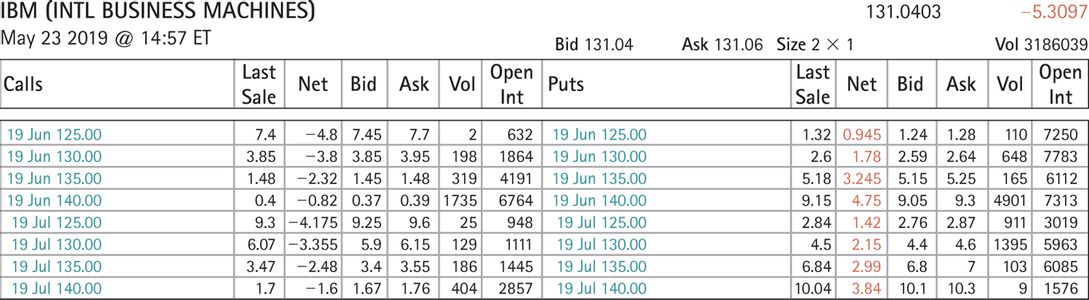 IBM (INTL BUSINESS MACHINES) 131.0403 −5.3097
May 23 2019 @ 14:57 ET Bid 131.04 Ask 131.06 Size 2 × 1 Vol 3186039
Calls Last Sale Net Bid Ask Vol Open Int Puts Last Sale Net Bid Ask Vol Open Int
19 Jun 125.00 7.4 −4.8 7.45 7.7 2 632 19 Jun 125.00 1.32 0.945 1.24 1.28 110 7250
19 Jun 130.00 3.85 −3.8 3.85 3.95 198 1864 19 Jun 130.00 2.6 1.78 2.59 2.64 648 7783
19 Jun 135.00 1.48 −2.32 1.45 1.48 319 4191 19 Jun 135.00 5.18 3.245 5.15 5.25 165 6112
19 Jun 140.00 0.4 −0.82 0.37 0.39 1735 6764 19 Jun 140.00 9.15 4.75 9.05 9.3 4901 7313
19 Jul 125.00 9.3 −4.175 9.25 9.6 25 948 19 Jul 125.00 2.84 1.42 2.76 2.87 911 3019
19 Jul 130.00 6.07 −3.355 5.9 6.15 129 1111 19 Jul 130.00 4.5 2.15 4.4 4.6 1395 5963
19 Jul 135.00 3.47 −2.48 3.4 3.55 186 1445 19 Jul 135.00 6.84 2.99 6.8 7 103 6085
19 Jul 140.00 1.7 −1.6 1.67 1.76 404 2857 19 Jul 140.00 10.04 3.84 10.1 10.3 9 1576